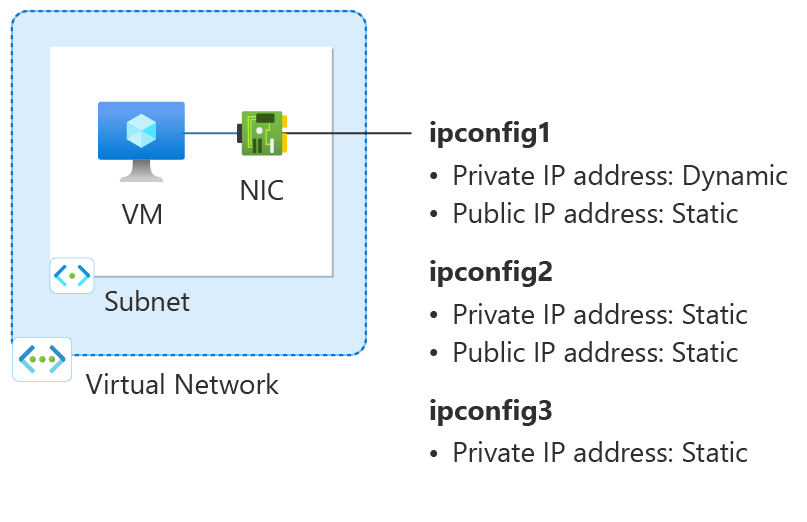 VM
NIC
Subnet
Virtual Network
ipconfig1
• Private IP address: Dynamic
• Public IP address: Static
ipconfig2
• Private IP address: Static
• Public IP address: Static
ipconfig3
• Private IP address: Static